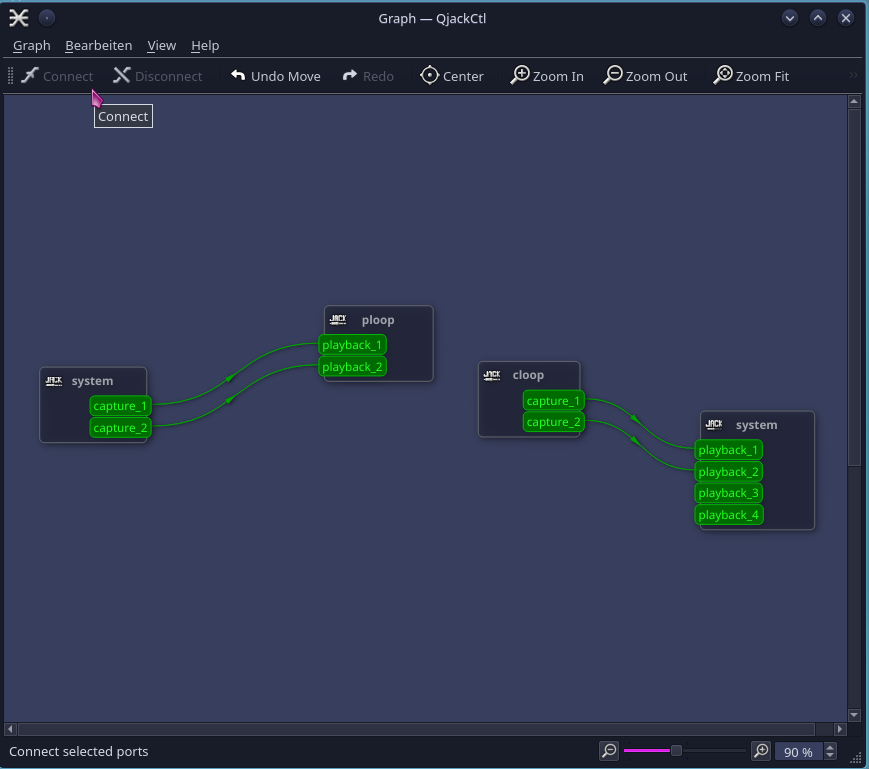 Graph — QjackCtl
Graph Bearbeiten View Help
Connect Disconnect Undo Move Redo Center Zoom In Zoom Out Zoom Fit
Connect
JACK ploop
playback_1
playback_2
JACK system
capture_1
capture_2
JACK cloop
capture_1
capture_2
JACK system
playback_1
playback_2
playback_3
playback_4
Connect selected ports
90 %